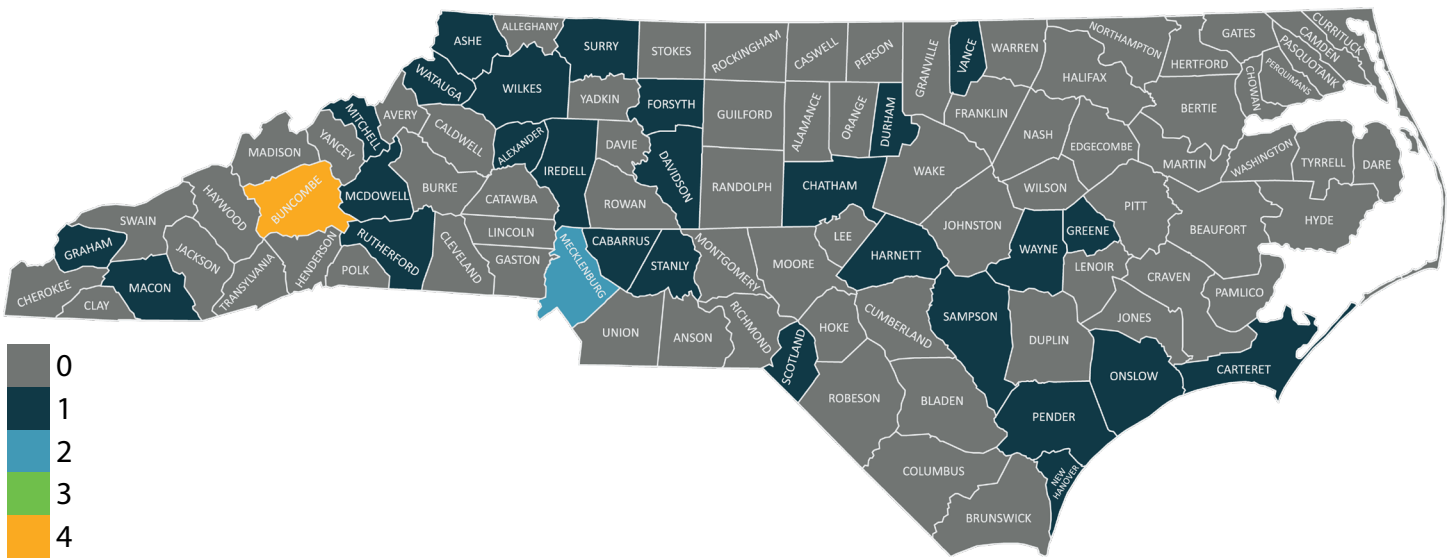 ASHE
ALLEGHANY
SURRY
STOKES
ROCKINGHAM
CASWELL
PERSON
GRANVILLE
VANCE
WARREN
NORTHAMPTON
GATES
HERTFORD
CURRITUCK
CAMDEN
PASQUOTANK
PERQUIMANS
CHOWAN
WATAUGA
WILKES
YADKIN
FORSYTH
GUILFORD
ALAMANCE
ORANGE
DURHAM
FRANKLIN
HALIFAX
BERTIE
MITCHELL
AVERY
CALDWELL
ALEXANDER
IREDELL
DAVIE
DAVIDSON
RANDOLPH
CHATHAM
WAKE
NASH
EDGECOMBE
MARTIN
WASHINGTON
TYRRELL
DARE
MADISON
YANCEY
BUNCOMBE
MCDOWELL
BURKE
CATAWBA
ROWAN
WILSON
JOHNSTON
PITT
BEAUFORT
HYDE
HAYWOOD
SWAIN
GRAHAM
JACKSON
RUTHERFORD
CLEVELAND
LINCOLN
GASTON
MECKLENBURG
CABARRUS
STANLY
MONTGOMERY
MOORE
LEE
HARNETT
WAYNE
GREENE
LENOIR
CRAVEN
PAMLICO
CHEROKEE
CLAY
MACON
TRANSYLVANIA
HENDERSON
POLK
UNION
ANSON
RICHMOND
SCOTLAND
HOKE
CUMBERLAND
SAMPSON
DUPLIN
JONES
ONSLOW
CARTERET
ROBESON
BLADEN
PENDER
COLUMBUS
NEW
HANOVER
BRUNSWICK
0
1
2
3
4